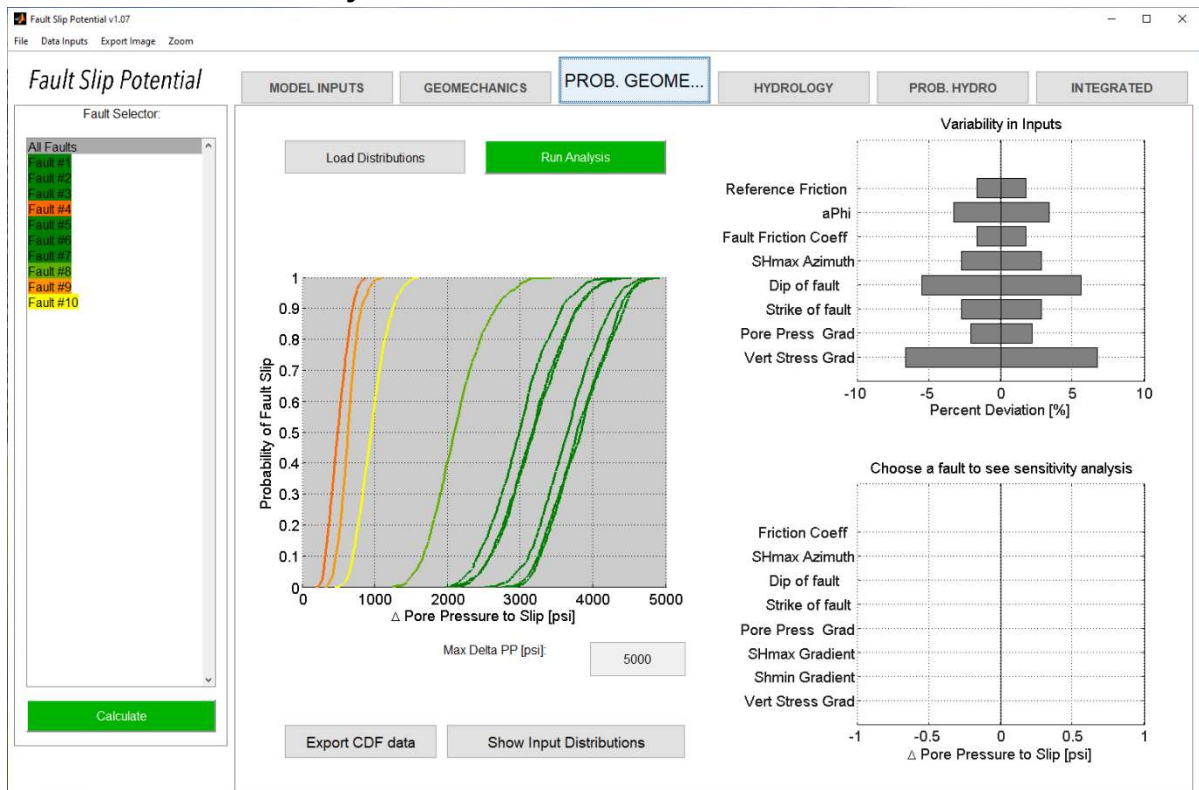 Fault Slip Potential v1.07
File Data Inputs Export Image Zoom
Fault Slip Potential
MODEL INPUTS
GEOMECHANICS
PROB. GEOME...
HYDROLOGY
PROB. HYDRO
INTEGRATED
Fault Selector:
All Faults
Fault #1
Fault #2
Fault #3
Fault #4
Fault #5
Fault #6
Fault #7
Fault #8
Fault #9
Fault #10
Calculate
Load Distributions
Run Analysis
Probability of Fault Slip
1
0.9
0.8
0.7
0.6
0.5
0.4
0.3
0.2
0.1
0
0 1000 2000 3000 4000 5000
Δ Pore Pressure to Slip [psi]
Max Delta PP [psi]:
5000
Export CDF data
Show Input Distributions
Variability in Inputs
Reference Friction
aPhi
Fault Friction Coeff
SHmax Azimuth
Dip of fault
Strike of fault
Pore Press Grad
Vert Stress Grad
-10 -5 0 5 10
Percent Deviation [%]
Choose a fault to see sensitivity analysis
Friction Coeff
SHmax Azimuth
Dip of fault
Strike of fault
Pore Press Grad
SHmax Gradient
Shmin Gradient
Vert Stress Grad
-1 -0.5 0 0.5 1
Δ Pore Pressure to Slip [psi]